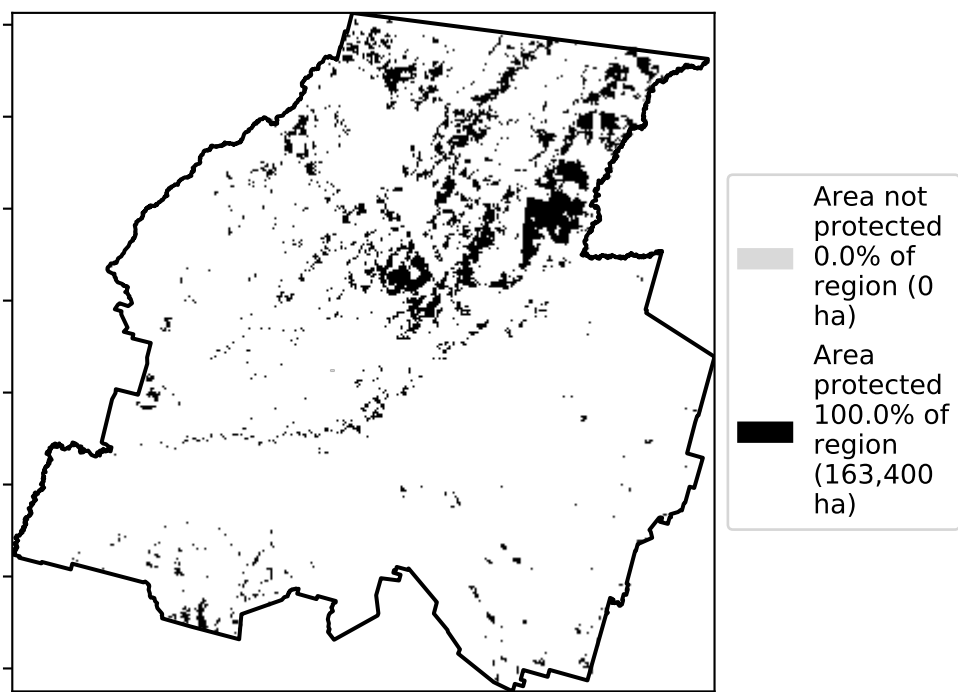 Area not
protected
0.0% of
region (0
ha)
Area
protected
100.0% of
region
(163,400
ha)